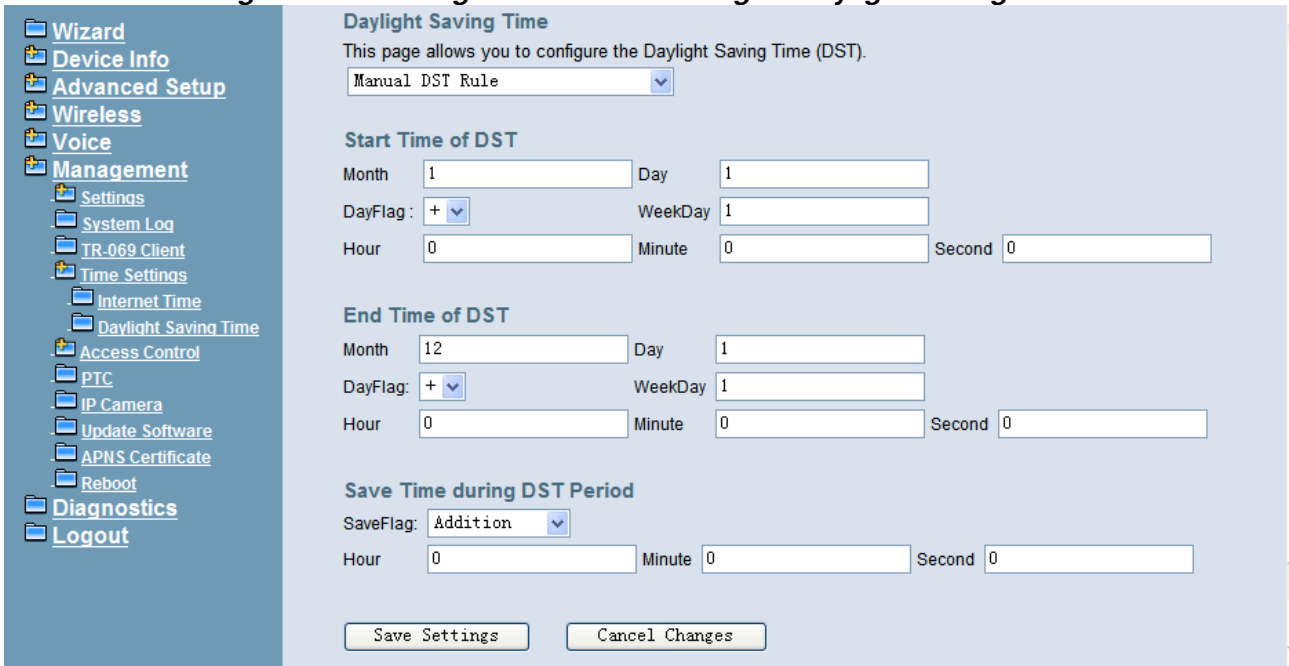 Wizard
Device Info
Advanced Setup
Wireless
Voice
Management
Settings
System Log
TR-069 Client
Time Settings
Internet Time
Daylight Saving Time
Access Control
PTC
IP Camera
Update Software
APNS Certificate
Reboot
Diagnostics
Logout
Daylight Saving Time
This page allows you to configure the Daylight Saving Time (DST).
Manual DST Rule
Start Time of DST
Month 1 Day 1
DayFlag : + WeekDay 1
Hour 0 Minute 0 Second 0
End Time of DST
Month 12 Day 1
DayFlag: + WeekDay 1
Hour 0 Minute 0 Second 0
Save Time during DST Period
SaveFlag: Addition
Hour 0 Minute 0 Second 0
Save Settings Cancel Changes